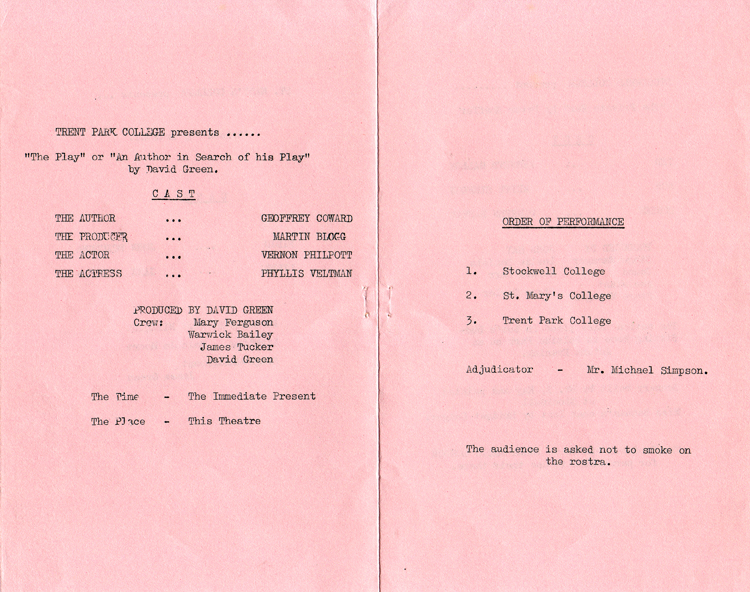 TRENT PARK COLLEGE presents ......
"The Play" or "An Author in Search of his Play"
by David Green.
C A S T
THE AUTHOR ... GEOFFREY COWARD
THE PRODUCER ... MARTIN BLOGG
THE ACTOR ... VERNON PHILPOTT
THE ACTRESS ... PHYLLIS VELTMAN
PRODUCED BY DAVID GREEN
Crew: Mary Ferguson
Warwick Bailey
James Tucker
David Green
The Time - The Immediate Present
The Place - This Theatre
ORDER OF PERFORMANCE
1. Stockwell College
2. St. Mary's College
3. Trent Park College
Adjudicator - Mr. Michael Simpson.
The audience is asked not to smoke on
the rostra.